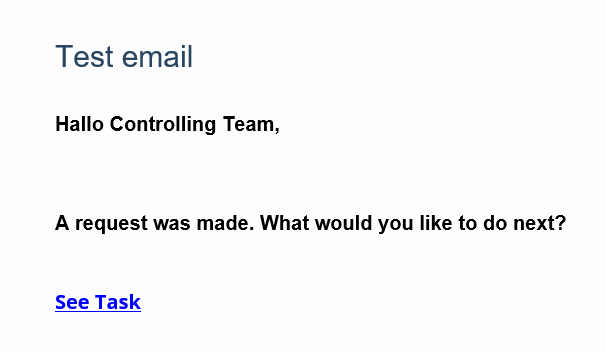 Test email
Hallo Controlling Team,
A request was made. What would you like to do next?
See Task